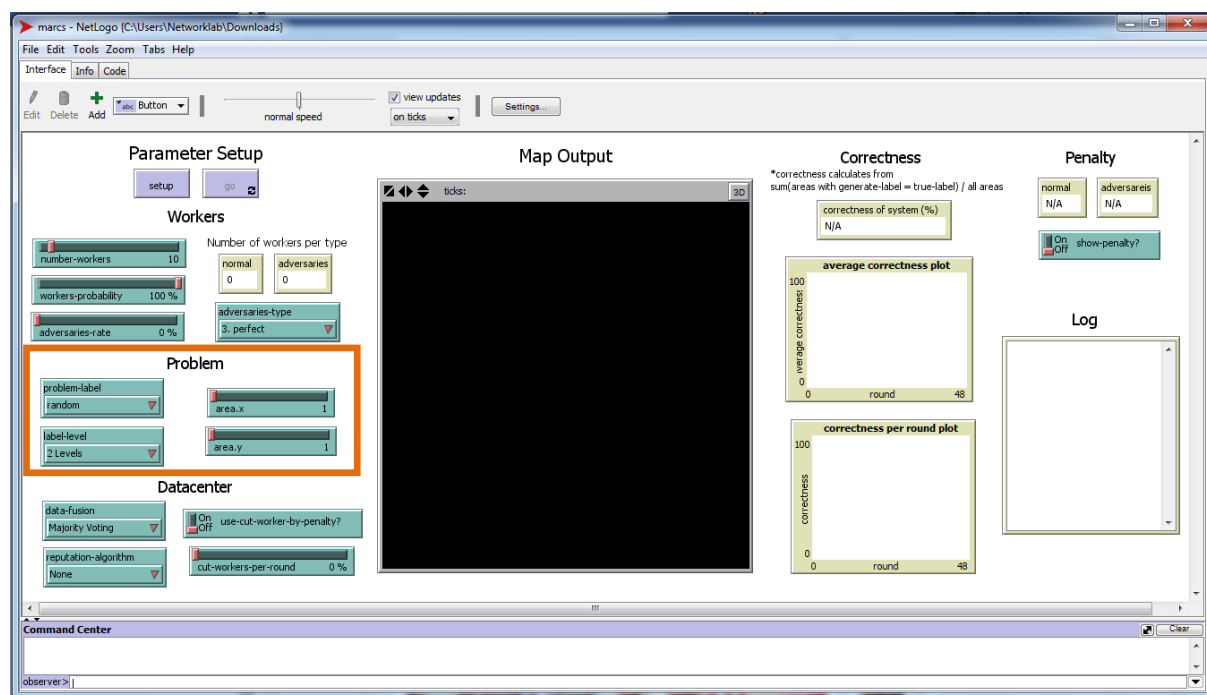 marcs - NetLogo {C:\Users\Networklab\Downloads}
File Edit Tools Zoom Tabs Help
Interface Info Code
Edit Delete Add
abc Button
normal speed
view updates
on ticks
Settings...
Parameter Setup
setup
go
Workers
number-workers 10
workers-probability 100 %
adversaries-rate 0 %
Number of workers per type
normal
0
adversaries
0
adversaries-type
3. perfect
Problem
problem-label
random
label-level
2 Levels
area.x 1
area.y 1
Datacenter
data-fusion
Majority Voting
reputation-algorithm
None
On
Off
use-cut-worker-by-penalty?
cut-workers-per-round 0 %
Map Output
ticks:
3D
Correctness
*correctness calculates from
sum(areas with generate-label = true-label) / all areas
correctness of system (%)
N/A
average correctness plot
100
average correctness
0
0 round 48
correctness per round plot
100
correctness
0
0 round 48
Penalty
normal
N/A
adversareis
N/A
On
Off
show-penalty?
Log
Command Center
Clear
observer>